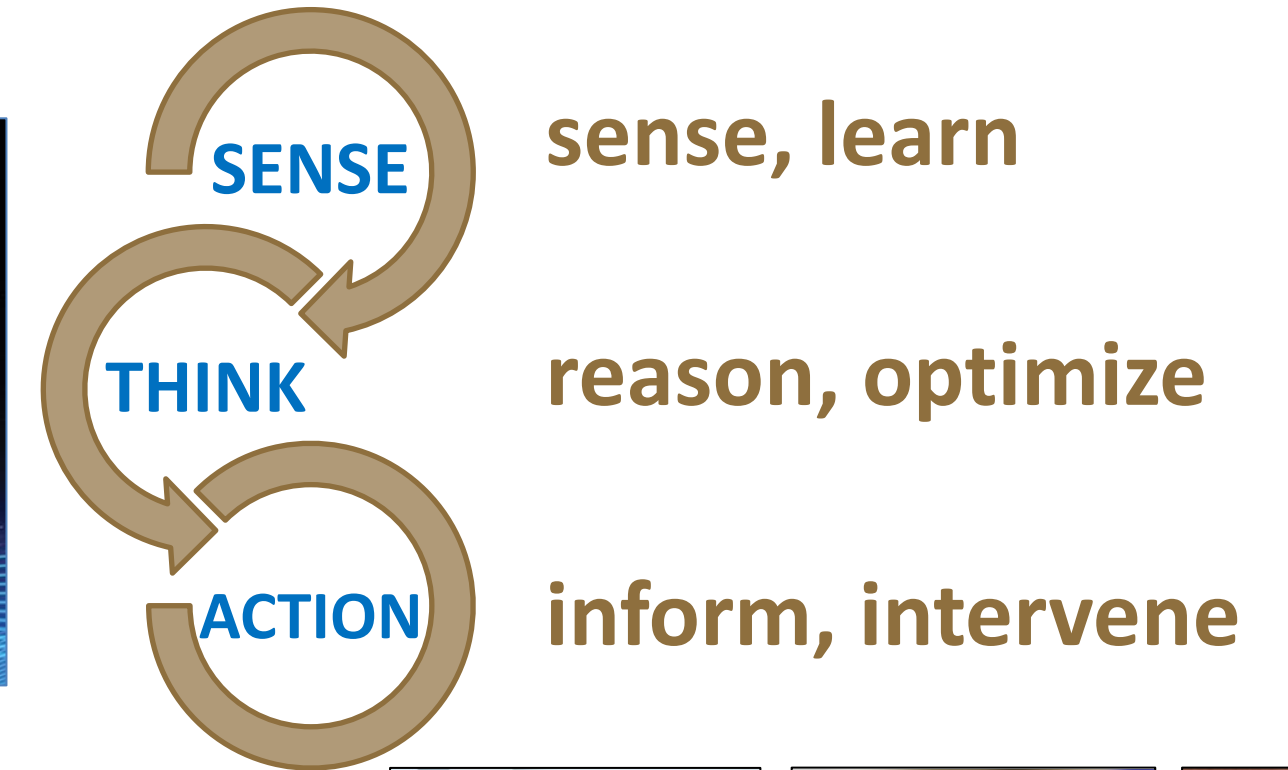 SENSE
sense, learn
THINK
reason, optimize
ACTION
inform, intervene